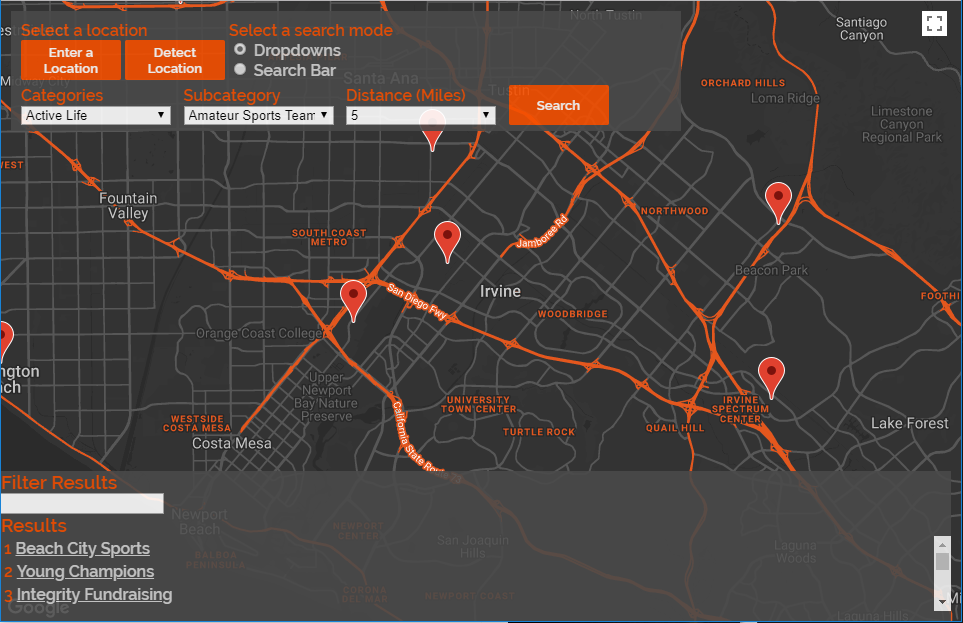 Select a location
Select a search mode
Enter a
Location
Detect
Location
Dropdowns
Search Bar
Categories
Subcategory
Distance (Miles)
Active Life
Amateur Sports Team
5
Search
North Tustin
Santiago
Canyon
Santa Ana
Tustin
ORCHARD HILLS
Loma Ridge
Limestone
Canyon
Regional Park
Fountain
Valley
SOUTH COAST
METRO
Jamboree Rd
NORTHWOOD
Beacon Park
San Diego Fwy
Irvine
WOODBRIDGE
FOOTHI
Orange Coast College
ngton
ach
Upper
Newport
Bay Nature
Preserve
UNIVERSITY
TOWN CENTER
IRVINE
SPECTRUM
CENTER
WESTSIDE
COSTA MESA
Costa Mesa
California State Rou
TURTLE ROCK
QUAIL HILL
Lake Forest
Filter Results
Newport
Beach
Results
NEWPORT
CENTER
BALBOA
PENINSULA
San Joaquin
Hills
Laguna
Woods
1 Beach City Sports
2 Young Champions
3 Integrity Fundraising
CORONA
DEL MAR
NEWPORT COAST
Google
Laguna Hills
Mi